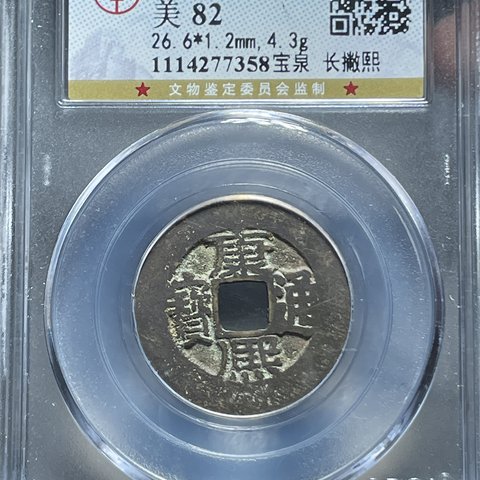 美 82
26.6*1.2mm,4.3g
1114277358宝泉 长撇熙
★ 文物鉴定委员会监制 ★
康熙通寶